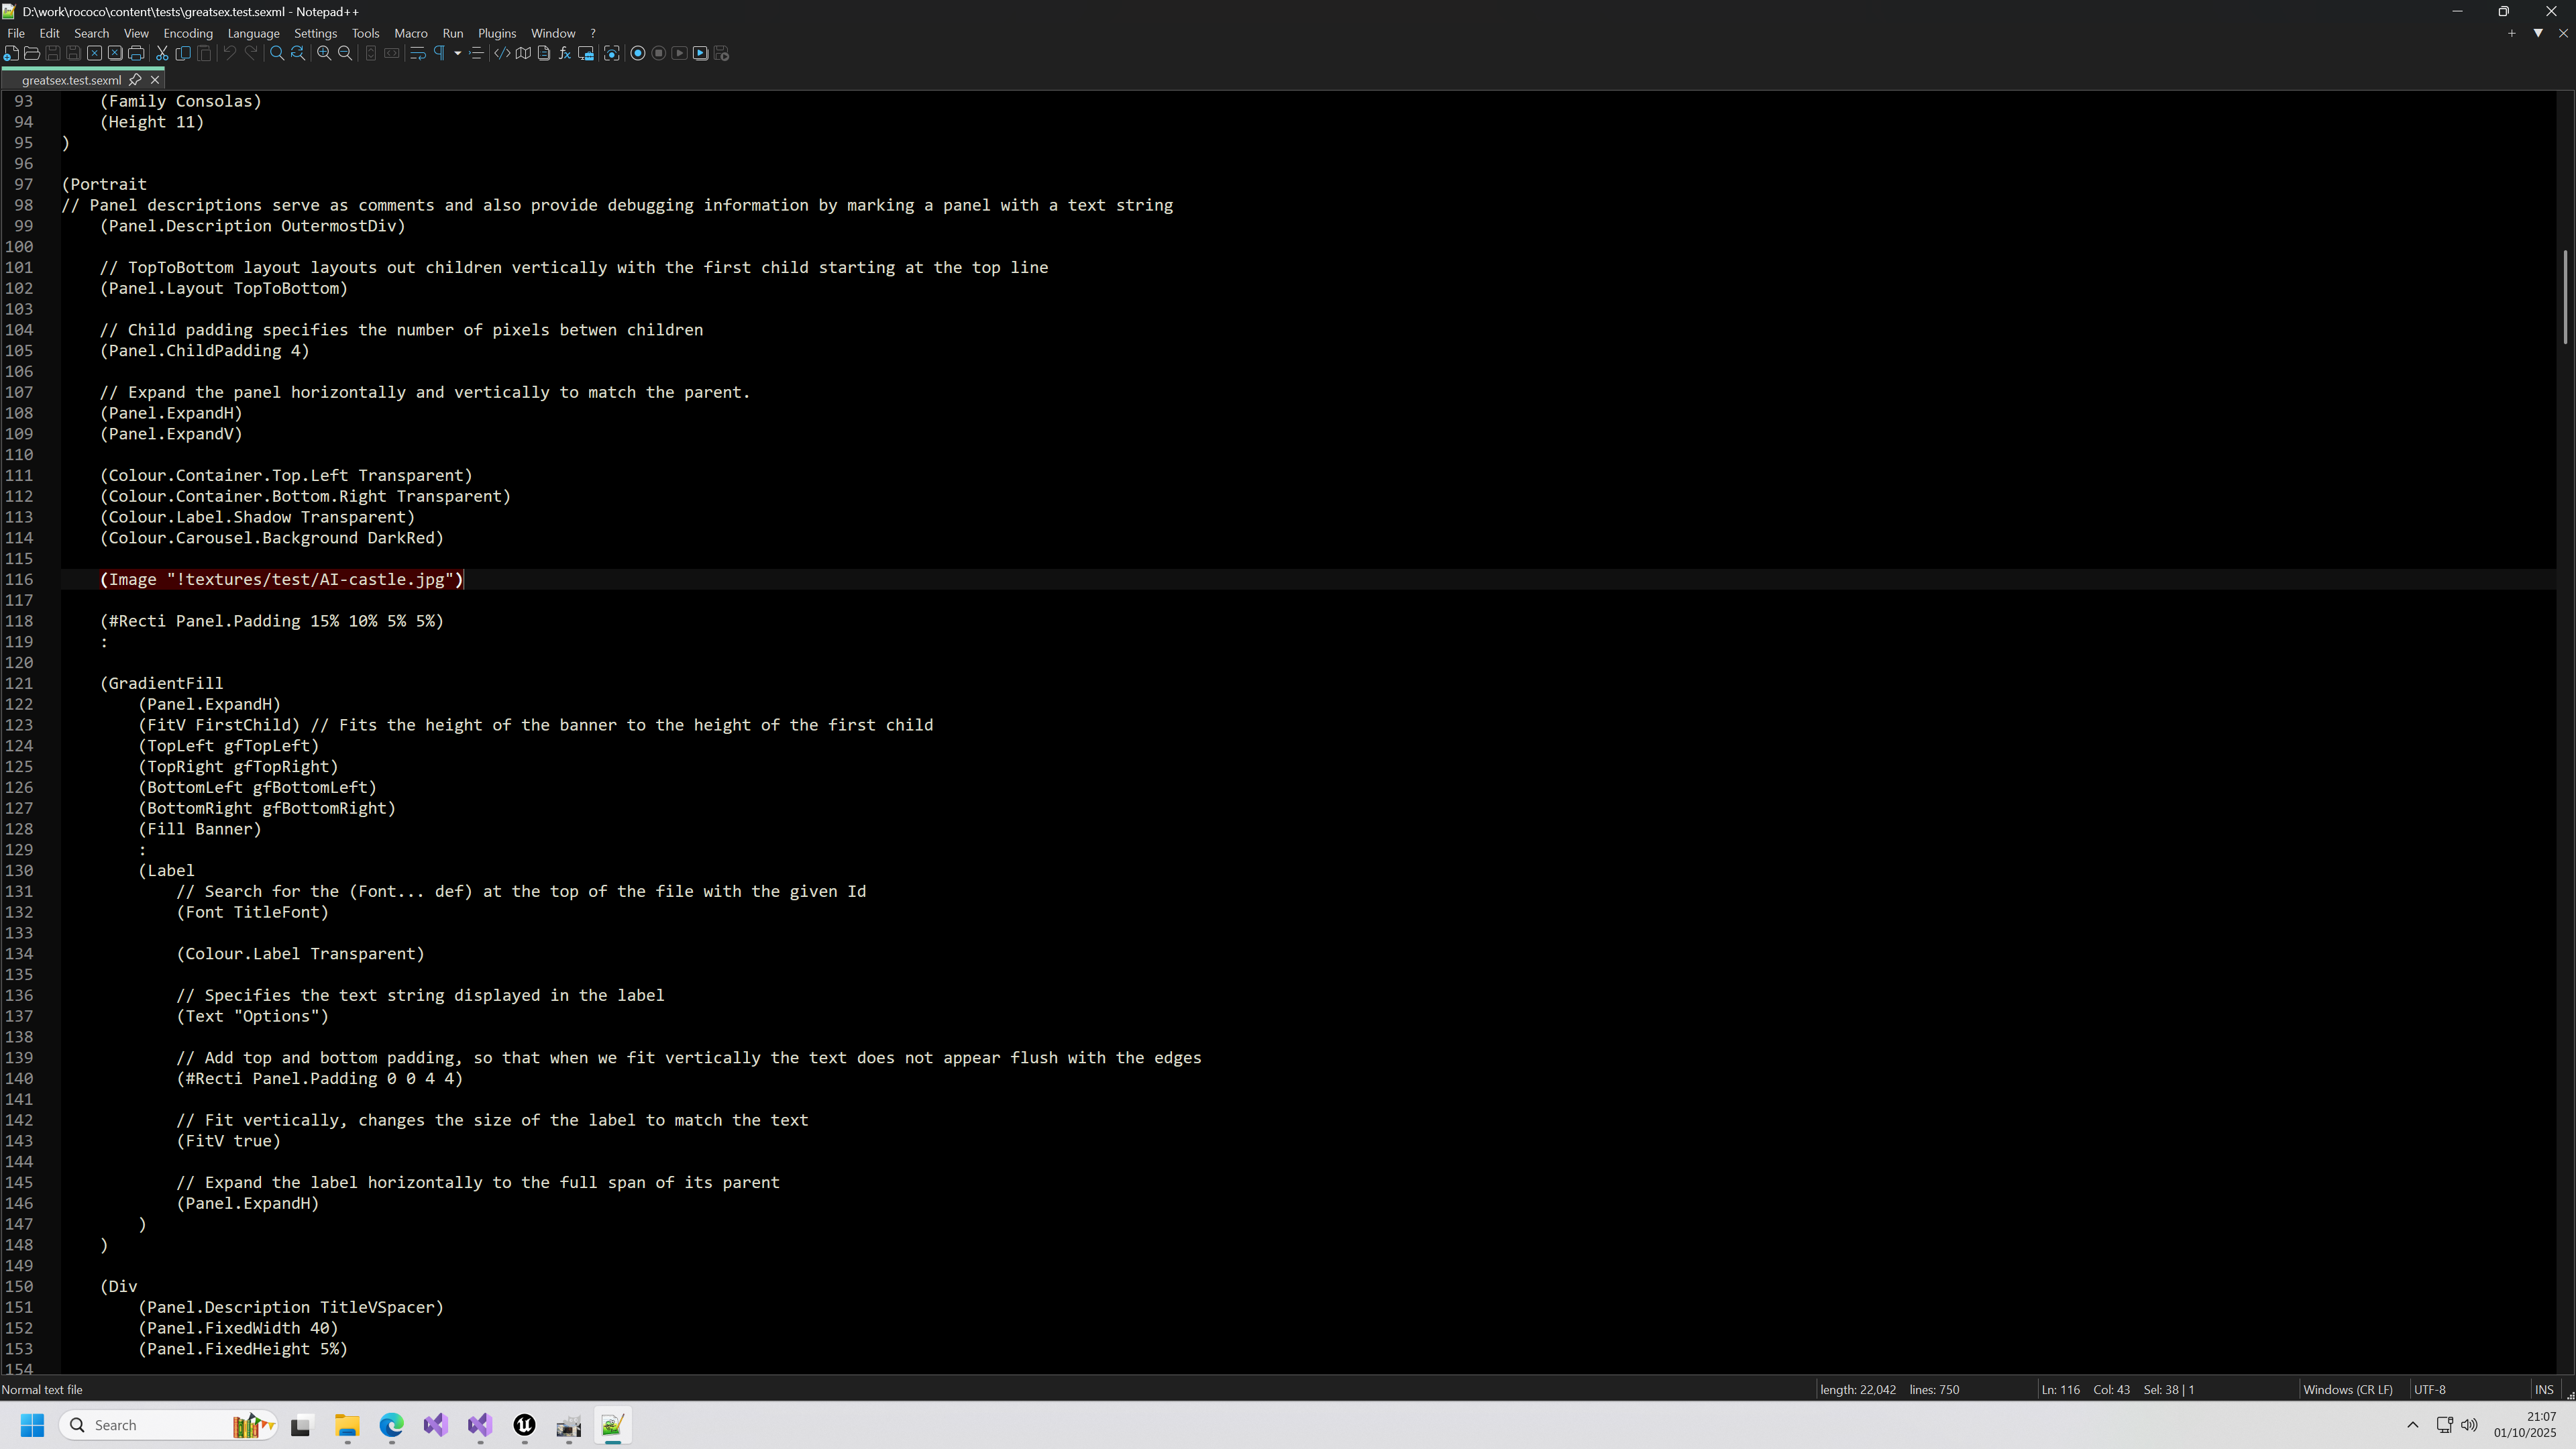 D:\work\rococo\content\tests\greatsex.test.sexml - Notepad++
File Edit Search View Encoding Language Settings Tools Macro Run Plugins Window ?
greatsex.test.sexml
93 (Family Consolas)
94 (Height 11)
95 )
96
97 (Portrait
98 // Panel descriptions serve as comments and also provide debugging information by marking a panel with a text string
99 (Panel.Description OutermostDiv)
100
101 // TopToBottom layout layouts out children vertically with the first child starting at the top line
102 (Panel.Layout TopToBottom)
103
104 // Child padding specifies the number of pixels betwen children
105 (Panel.ChildPadding 4)
106
107 // Expand the panel horizontally and vertically to match the parent.
108 (Panel.ExpandH)
109 (Panel.ExpandV)
110
111 (Colour.Container.Top.Left Transparent)
112 (Colour.Container.Bottom.Right Transparent)
113 (Colour.Label.Shadow Transparent)
114 (Colour.Carousel.Background DarkRed)
115
116 (Image "!textures/test/AI-castle.jpg")
117
118 (#Recti Panel.Padding 15% 10% 5% 5%)
119 :
120
121 (GradientFill
122 (Panel.ExpandH)
123 (FitV FirstChild) // Fits the height of the banner to the height of the first child
124 (TopLeft gfTopLeft)
125 (TopRight gfTopRight)
126 (BottomLeft gfBottomLeft)
127 (BottomRight gfBottomRight)
128 (Fill Banner)
129 :
130 (Label
131 // Search for the (Font... def) at the top of the file with the given Id
132 (Font TitleFont)
133
134 (Colour.Label Transparent)
135
136 // Specifies the text string displayed in the label
137 (Text "Options")
138
139 // Add top and bottom padding, so that when we fit vertically the text does not appear flush with the edges
140 (#Recti Panel.Padding 0 0 4 4)
141
142 // Fit vertically, changes the size of the label to match the text
143 (FitV true)
144
145 // Expand the label horizontally to the full span of its parent
146 (Panel.ExpandH)
147 )
148 )
149
150 (Div
151 (Panel.Description TitleVSpacer)
152 (Panel.FixedWidth 40)
153 (Panel.FixedHeight 5%)
154
Normal text file length: 22,042 lines: 750 Ln: 116 Col: 43 Sel: 38 | 1 Windows (CR LF) UTF-8 INS
Search
21:07
01/10/2025